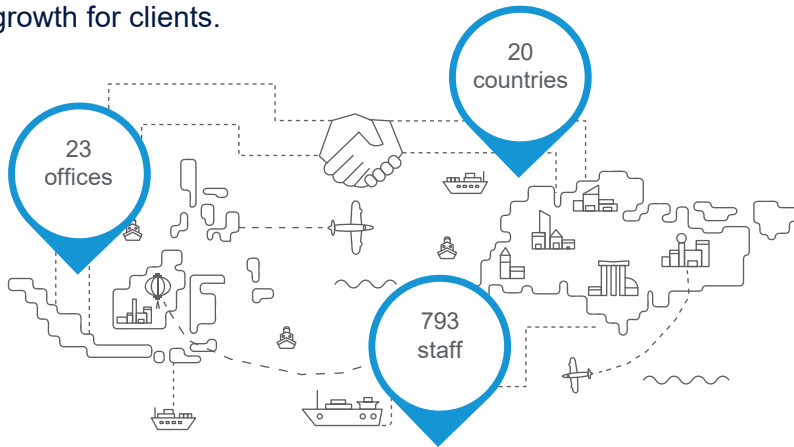 growth for clients.
20
countries
23
offices
793
staff